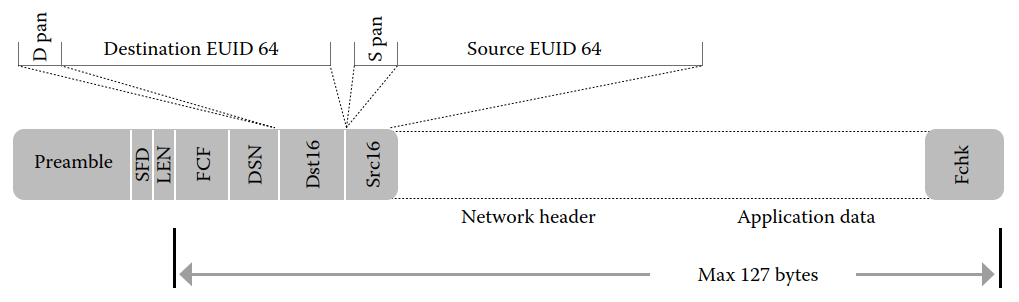 D pan
Destination EUID 64
S pan
Source EUID 64
Preamble
SFD
LEN
FCF
DSN
Dst16
Src16
Fchk
Network header
Application data
Max 127 bytes